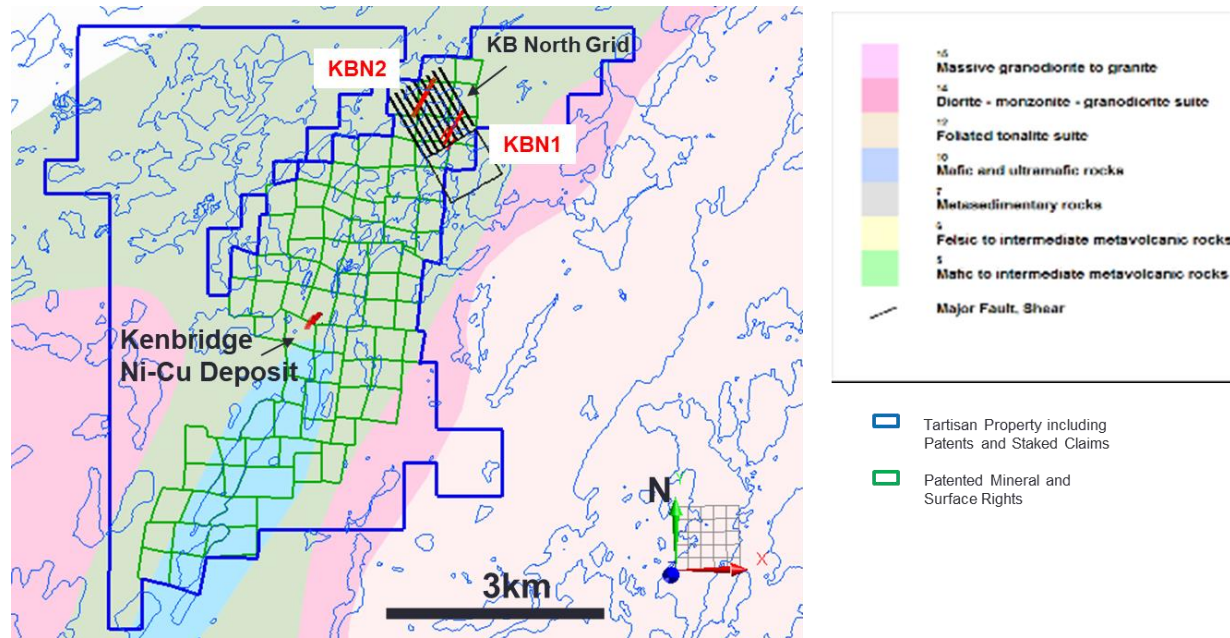 KB North Grid
KBN2
KBN1
Kenbridge
Ni-Cu Deposit
N
Y
X
3km
15
Massive granodiorite to granite
14
Diorite - monzonite - granodiorite suite
12
Foliated tonalite suite
10
Mafic and ultramafic rocks
7
Metasedimentary rocks
6
Felsic to intermediate metavolcanic rocks
5
Mafic to intermediate metavolcanic rocks
Major Fault, Shear
Tartisan Property including
Patents and Staked Claims
Patented Mineral and
Surface Rights